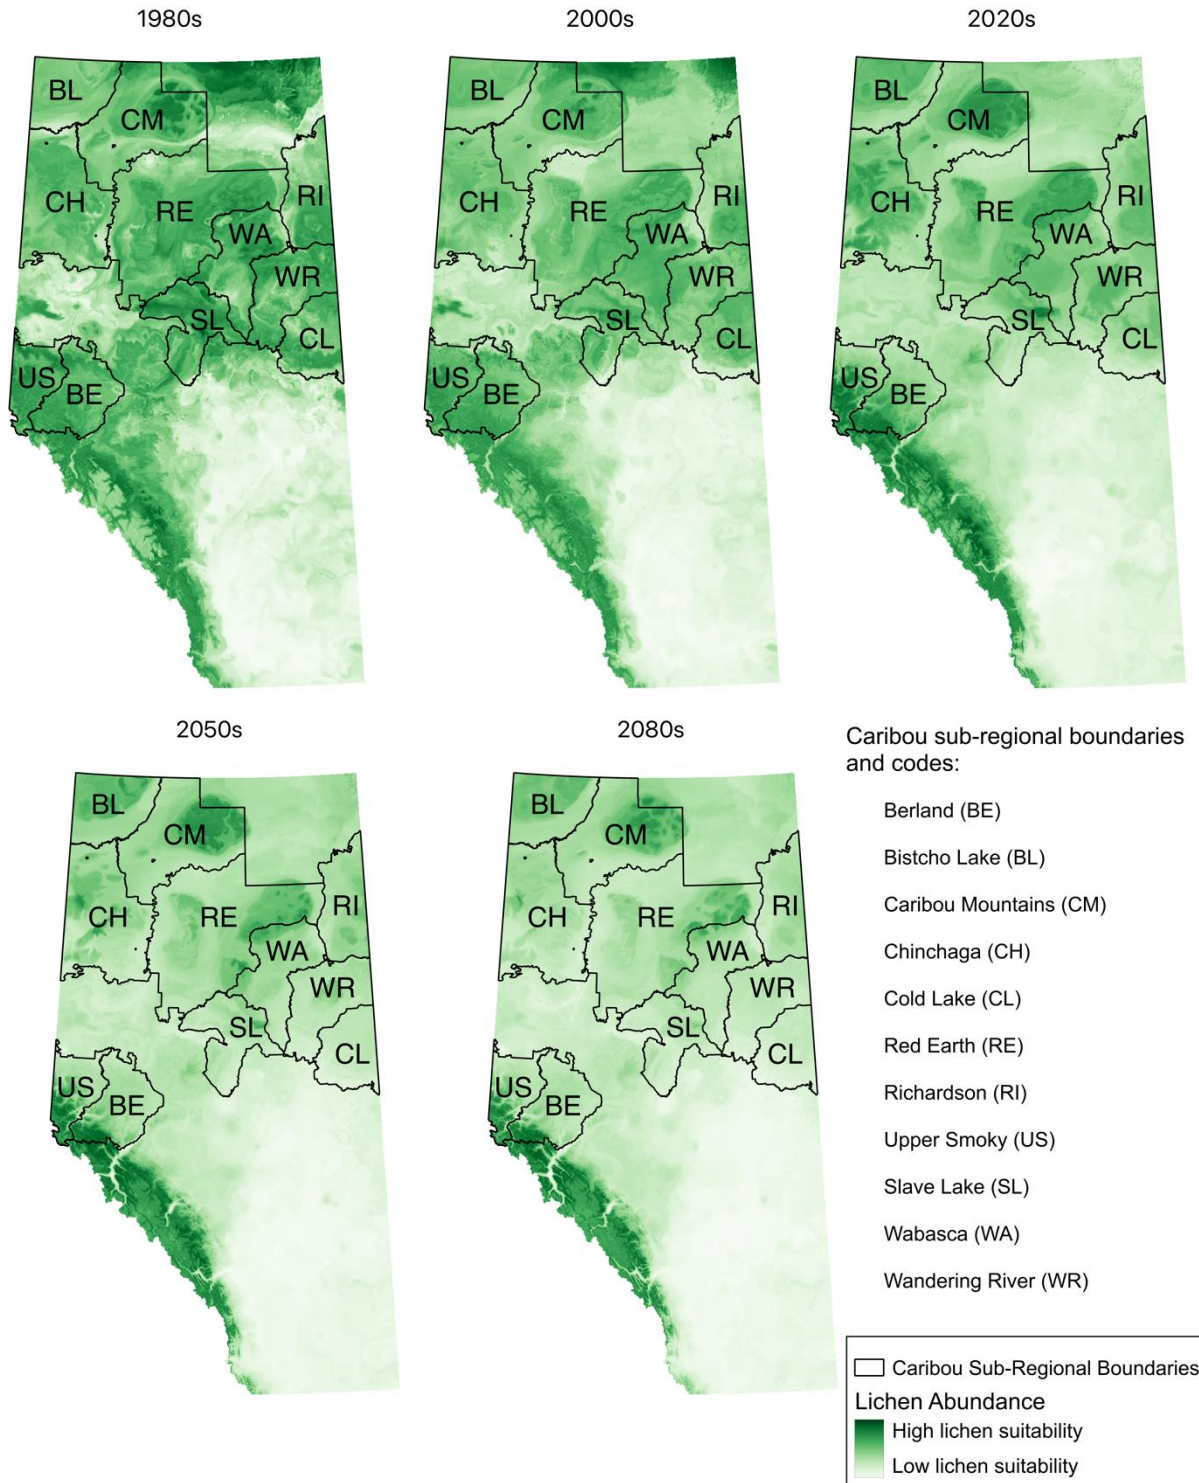 1980s
2000s
2020s
BL
CM
CH
RE
RI
WA
WR
SL
CL
US
BE
BL
CM
CH
RE
RI
WA
WR
SL
CL
US
BE
BL
CM
CH
RE
RI
WA
WR
SL
CL
US
BE
2050s
2080s
BL
CM
CH
RE
RI
WA
WR
SL
CL
US
BE
BL
CM
CH
RE
RI
WA
WR
SL
CL
US
BE
Caribou sub-regional boundaries
and codes:
Berland (BE)
Bistcho Lake (BL)
Caribou Mountains (CM)
Chinchaga (CH)
Cold Lake (CL)
Red Earth (RE)
Richardson (RI)
Upper Smoky (US)
Slave Lake (SL)
Wabasca (WA)
Wandering River (WR)
Caribou Sub-Regional Boundaries
Lichen Abundance
High lichen suitability
Low lichen suitability